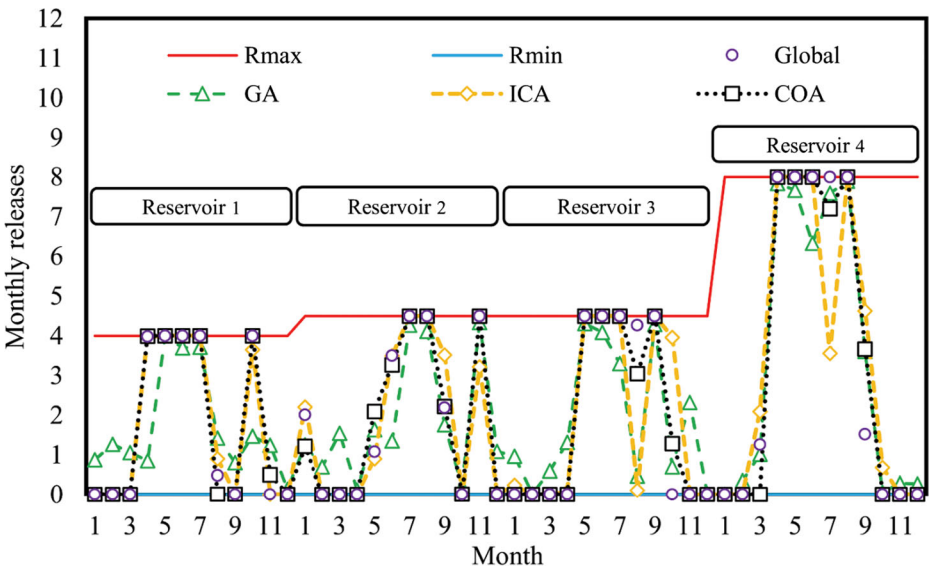 12
11
10
9
8
7
6
5
4
3
2
1
0
Monthly releases
Rmax Rmin Global
GA ICA COA
Reservoir 4
Reservoir 1 Reservoir 2 Reservoir 3
1 3 5 7 9 11 1 3 5 7 9 11 1 3 5 7 9 11 1 3 5 7 9 11
Month